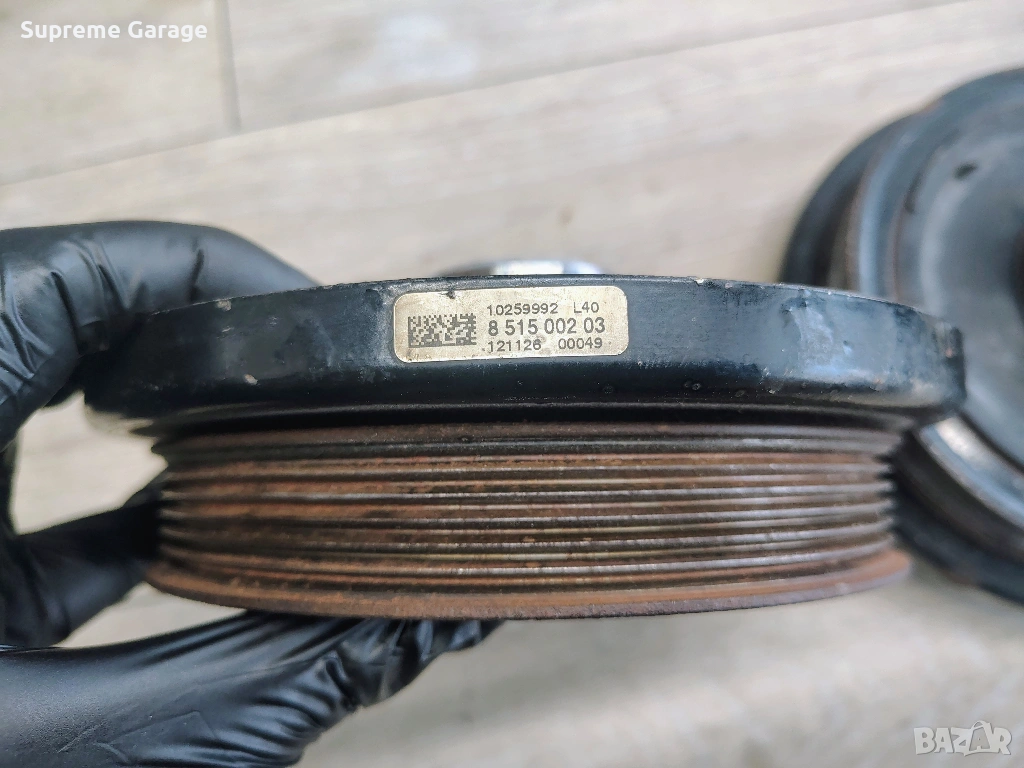 Supreme Garage
10259992 L40
8 515 002 03
121126 00049
BAZAR